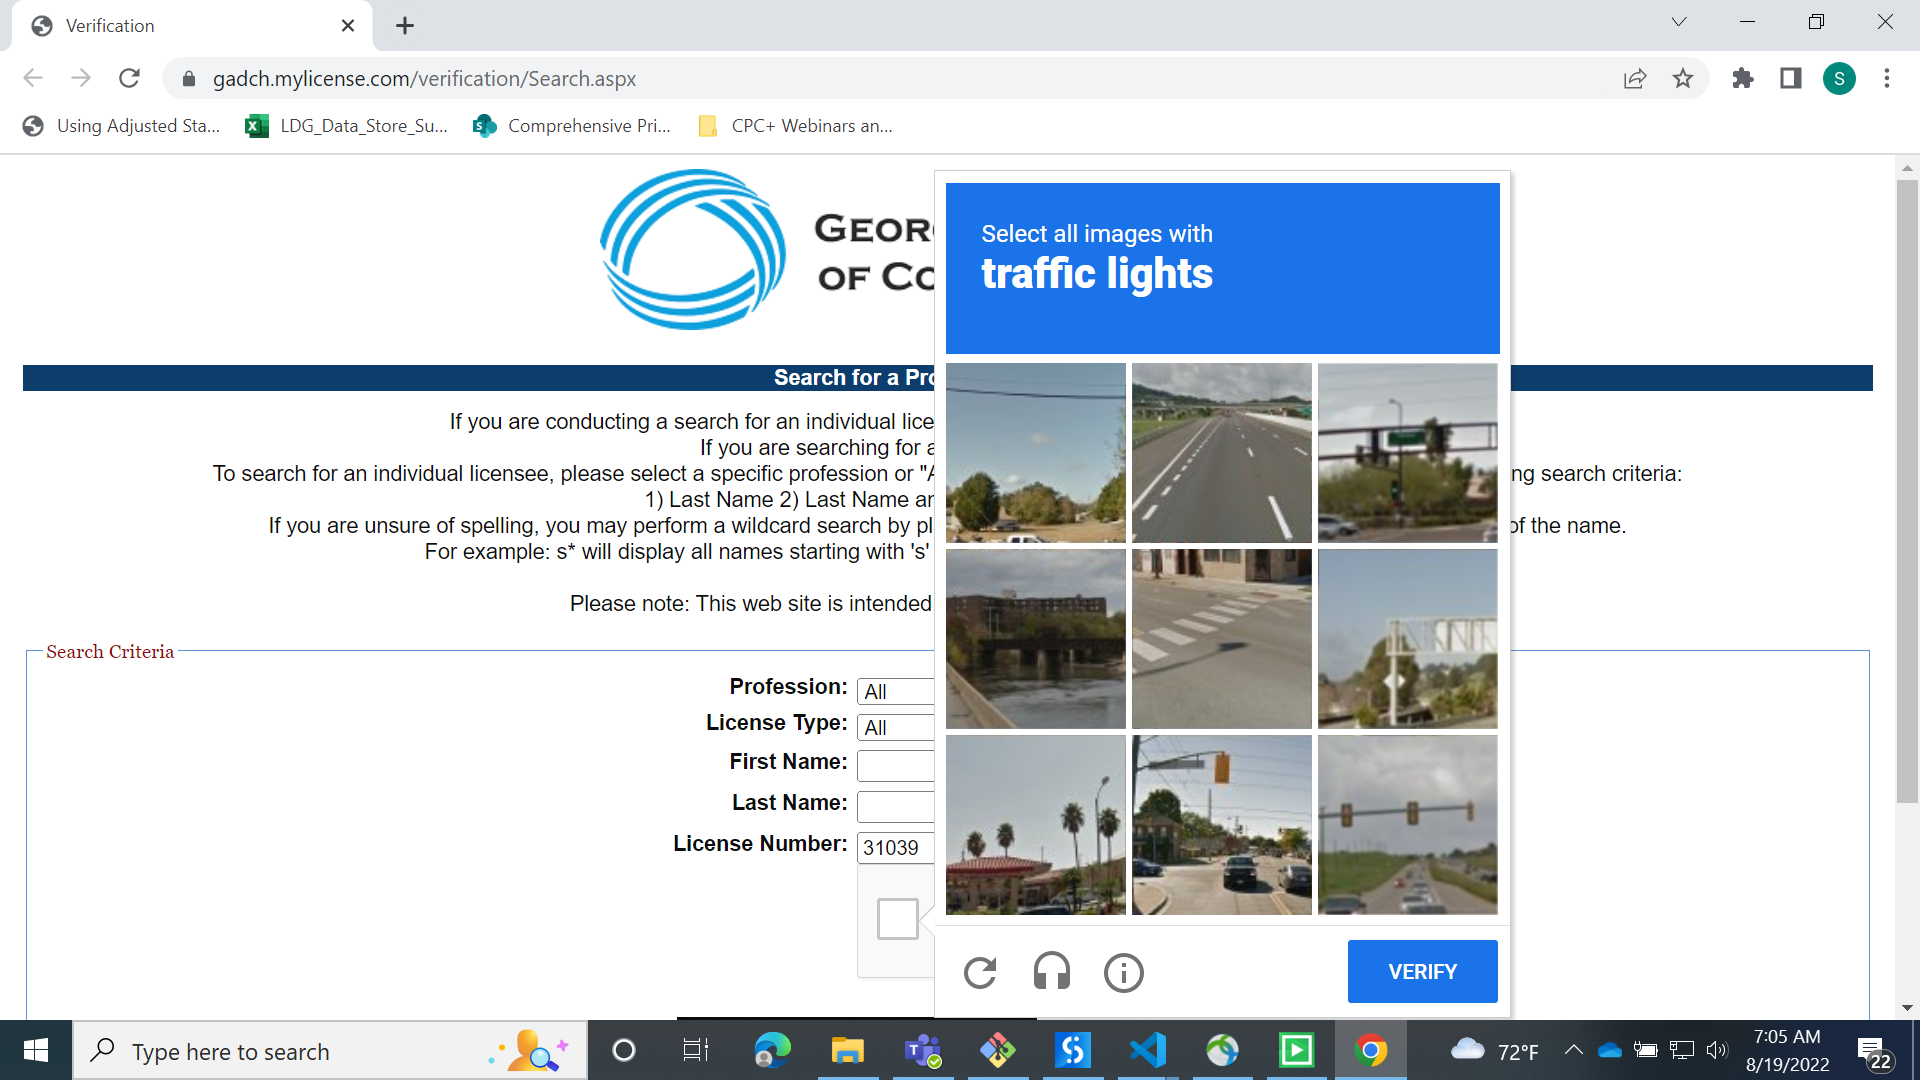 Verification
gadch.mylicense.com/verification/Search.aspx
S
Using Adjusted Sta...
LDG_Data_Store_Su...
Comprehensive Pri...
CPC+ Webinars an...
GEOR
OF CO
Select all images with
traffic lights
Search for a Pro
If you are conducting a search for an individual lice
If you are searching for a
To search for an individual licensee, please select a specific profession or "A
ng search criteria:
1) Last Name 2) Last Name an
If you are unsure of spelling, you may perform a wildcard search by pl
of the name.
For example: s* will display all names starting with 's'
Please note: This web site is intended
Search Criteria
Profession:
All
License Type:
All
First Name:
Last Name:
License Number:
31039
VERIFY
Type here to search
72°F
7:05 AM
8/19/2022
22